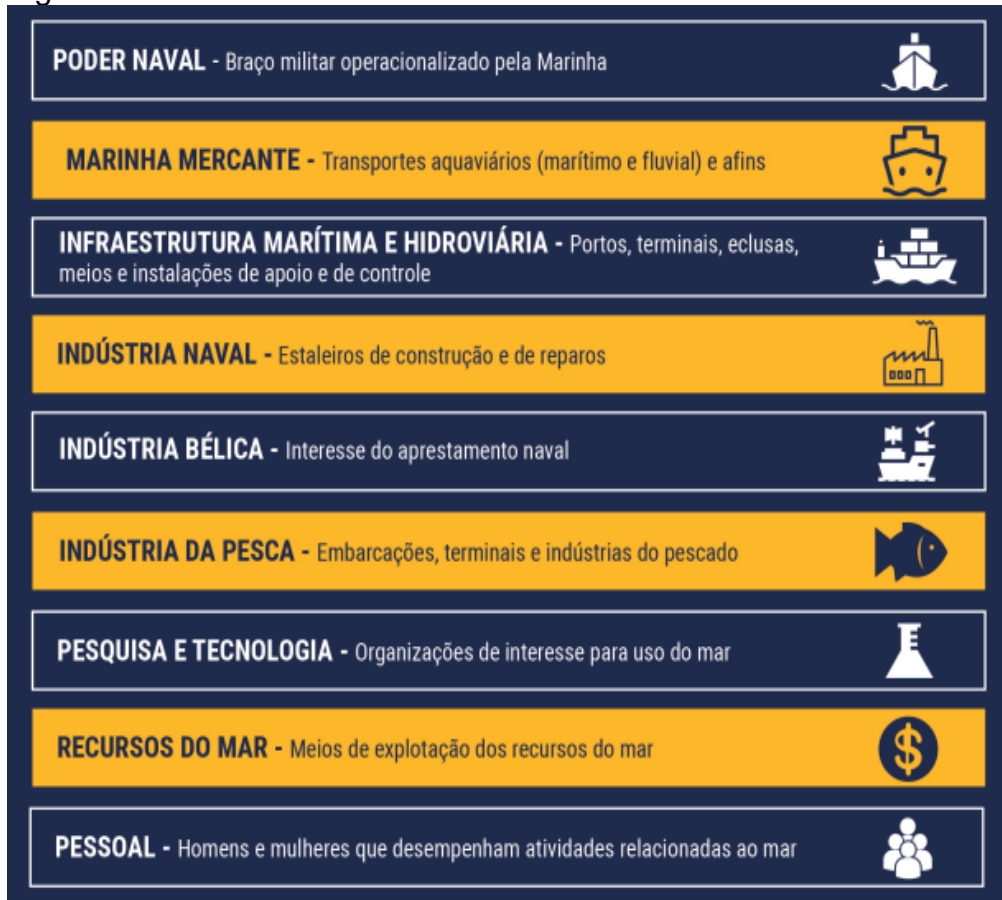 PODER NAVAL - Braço militar operacionalizado pela Marinha
MARINHA MERCANTE - Transportes aquaviários (marítimo e fluvial) e afins
INFRAESTRUTURA MARÍTIMA E HIDROVIÁRIA - Portos, terminais, eclusas,
meios e instalações de apoio e de controle
INDÚSTRIA NAVAL - Estaleiros de construção e de reparos
INDÚSTRIA BÉLICA - Interesse do aprestamento naval
INDÚSTRIA DA PESCA - Embarcações, terminais e indústrias do pescado
PESQUISA E TECNOLOGIA - Organizações de interesse para uso do mar
RECURSOS DO MAR - Meios de explotação dos recursos do mar
$
PESSOAL - Homens e mulheres que desempenham atividades relacionadas ao mar